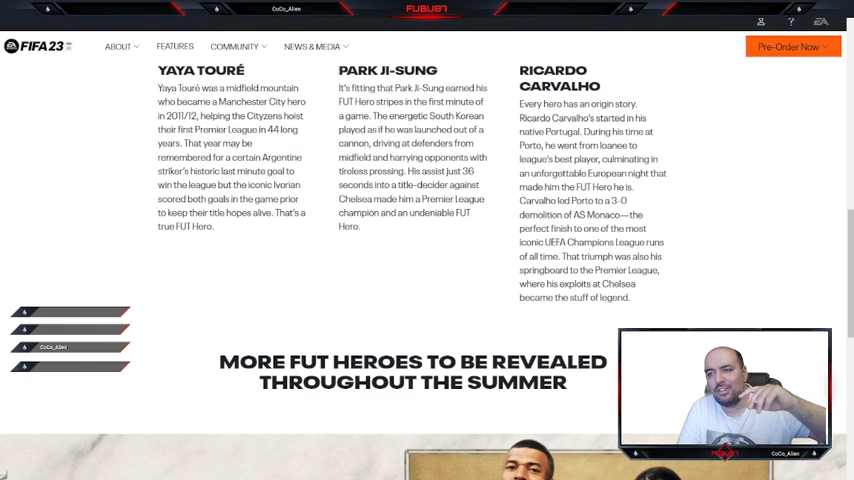 CoCo_Alien
FUBU87
EA
FIFA 23
ABOUT
FEATURES
COMMUNITY
NEWS & MEDIA
Pre-Order Now
YAYA TOURÉ
Yaya Touré was a midfield mountain
who became a Manchester City hero
in 2011/12, helping the Cityzens hoist
their first Premier League in 44 long
years. That year may be
remembered for a certain Argentine
striker's historic last minute goal to
win the league but the iconic Ivorian
scored both goals in the game prior
to keep their title hopes alive. That's a
true FUT Hero.
PARK JI-SUNG
It's fitting that Park Ji-Sung earned his
FUT Hero stripes in the first minute of
a game. The energetic South Korean
played as if he was launched out of a
cannon, driving at defenders from
midfield and harrying opponents with
tireless pressing. His assist just 36
seconds into a title-decider against
Chelsea made him a Premier League
champion and an undeniable FUT
Hero.
RICARDO
CARVALHO
Every hero has an origin story.
Ricardo Carvalho's started in his
native Portugal. During his time at
Porto, he went from loanee to
league's best player, culminating in
an unforgettable European night that
made him the FUT Hero he is.
Carvalho led Porto to a 3-0
demolition of AS Monaco—the
perfect finish to one of the most
iconic UEFA Champions League runs
of all time. That triumph was also his
springboard to the Premier League,
where his exploits at Chelsea
became the stuff of legend.
CoCo_Alien
MORE FUT HEROES TO BE REVEALED
THROUGHOUT THE SUMMER
FUBU87
CoCo_Alien